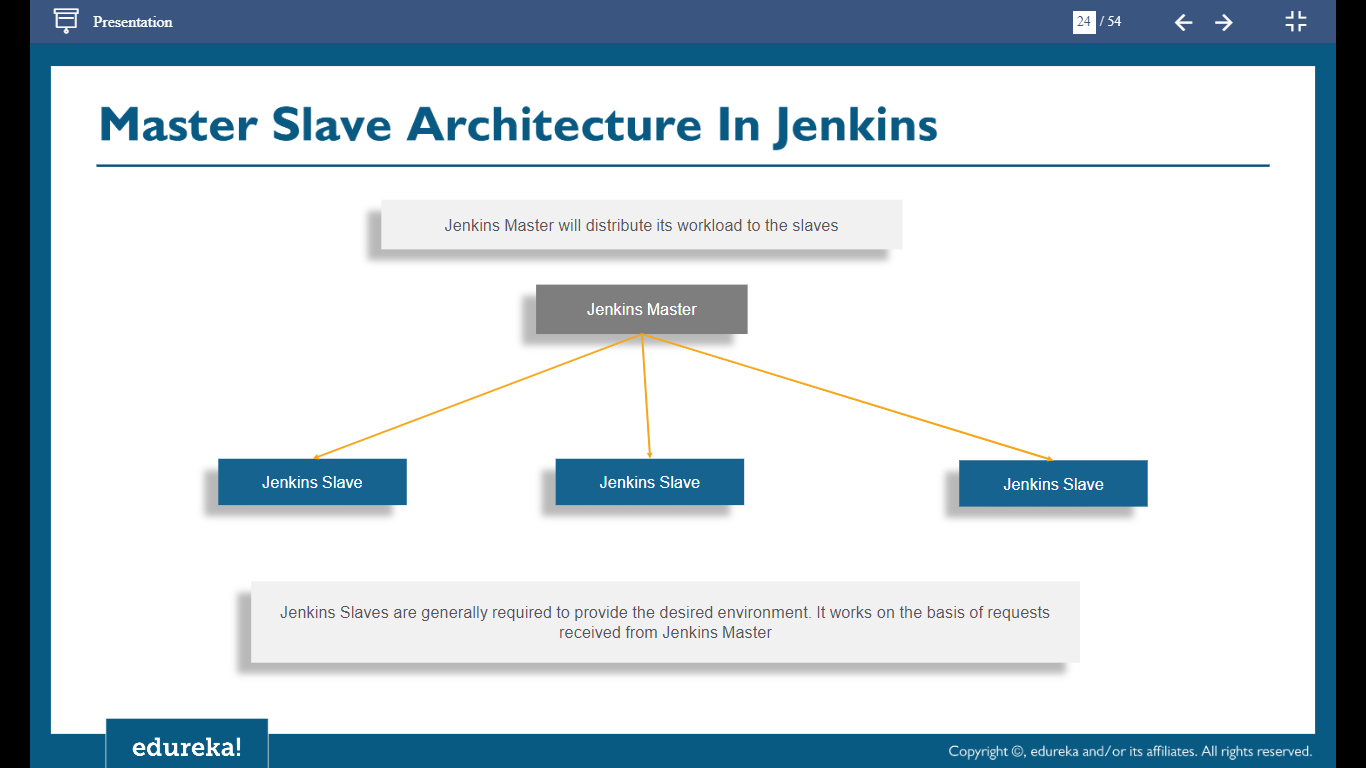 Presentation
24 / 54
Master Slave Architecture In Jenkins
Jenkins Master will distribute its workload to the slaves
Jenkins Master
Jenkins Slave
Jenkins Slave
Jenkins Slave
Jenkins Slaves are generally required to provide the desired environment. It works on the basis of requests
received from Jenkins Master
edureka!
Copyright ©, edureka and/or its affiliates. All rights reserved.